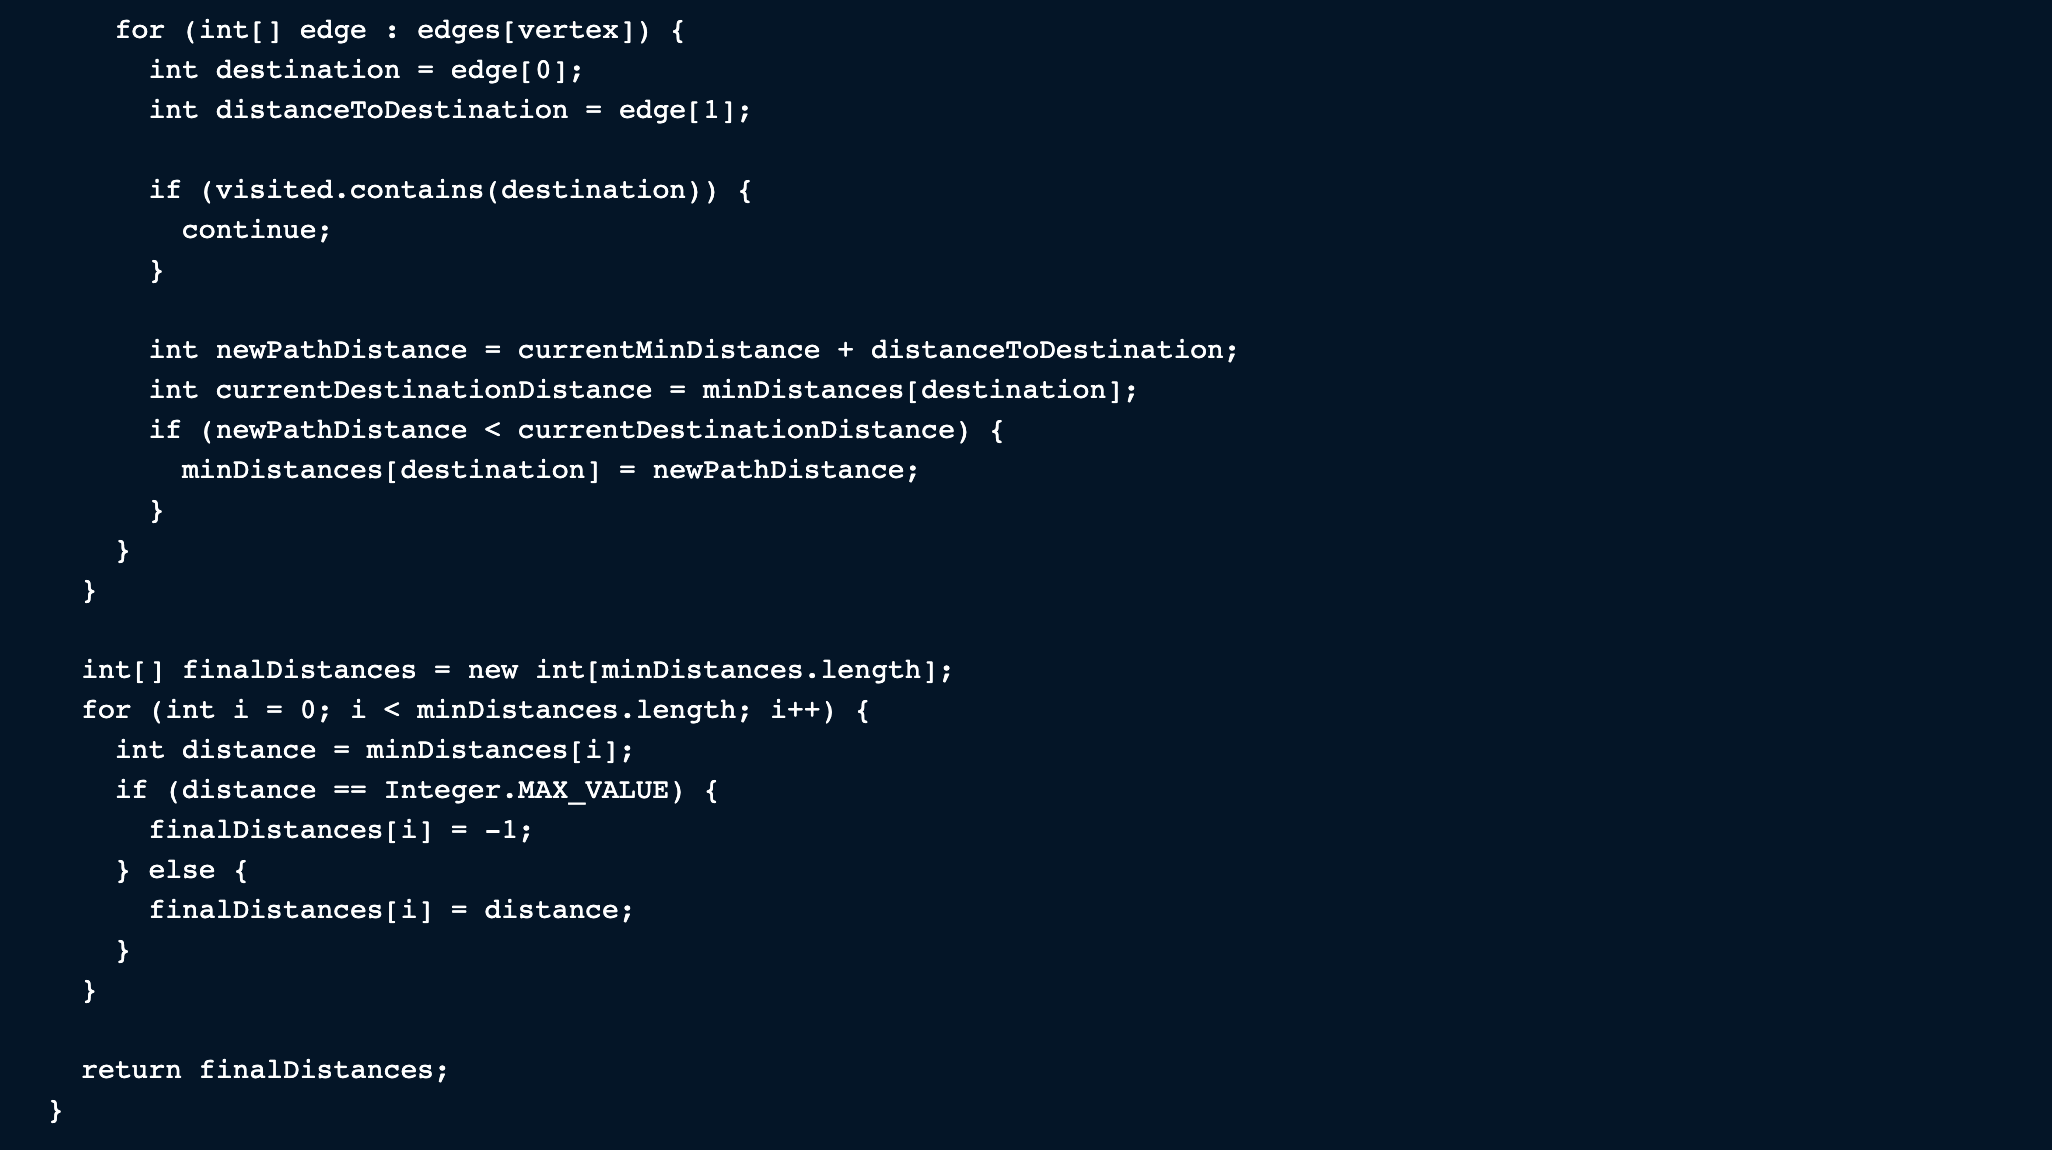 for (int[] edge : edges[vertex]) {
int destination = edge[0];
int distanceToDestination = edge[1];
if (visited.contains(destination)) {
continue;
}
int newPathDistance = currentMinDistance + distanceToDestination;
int currentDestinationDistance = minDistances[destination];
if (newPathDistance < currentDestinationDistance) {
minDistances[destination] = newPathDistance;
}
}
}
int[] finalDistances = new int[minDistances.length];
for (int i = 0; i < minDistances.length; i++) {
int distance = minDistances[i];
if (distance == Integer.MAX_VALUE) {
finalDistances[i] = -1;
} else {
finalDistances[i] = distance;
}
}
return finalDistances;
}